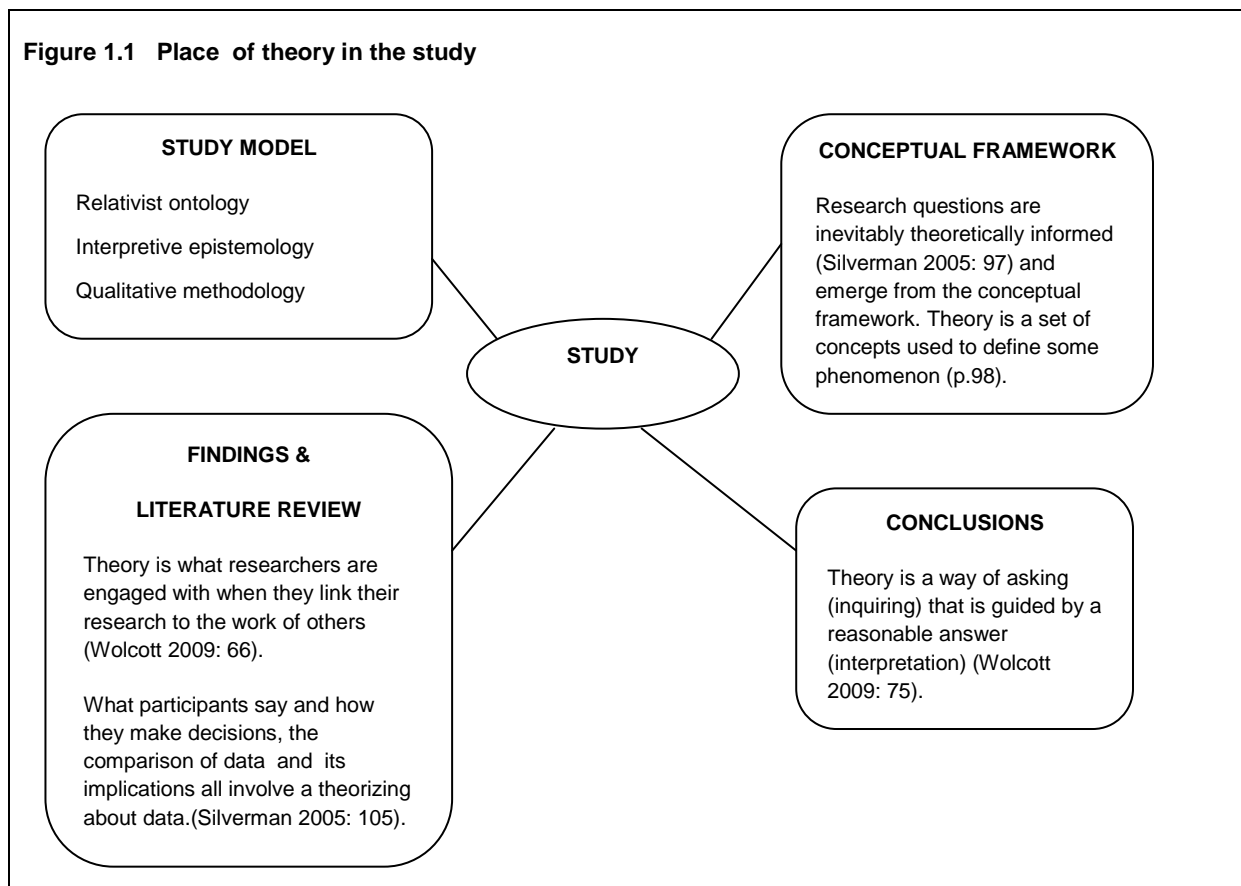 Figure 1.1 Place of theory in the study
STUDY MODEL
Relativist ontology
Interpretive epistemology
Qualitative methodology
CONCEPTUAL FRAMEWORK
Research questions are
inevitably theoretically informed
(Silverman 2005: 97) and
emerge from the conceptual
framework. Theory is a set of
concepts used to define some
phenomenon (p.98).
STUDY
FINDINGS &
LITERATURE REVIEW
Theory is what researchers are
engaged with when they link their
research to the work of others
(Wolcott 2009: 66).
What participants say and how
they make decisions, the
comparison of data and its
implications all involve a theorizing
about data.(Silverman 2005: 105).
CONCLUSIONS
Theory is a way of asking
(inquiring) that is guided by a
reasonable answer
(interpretation) (Wolcott
2009: 75).